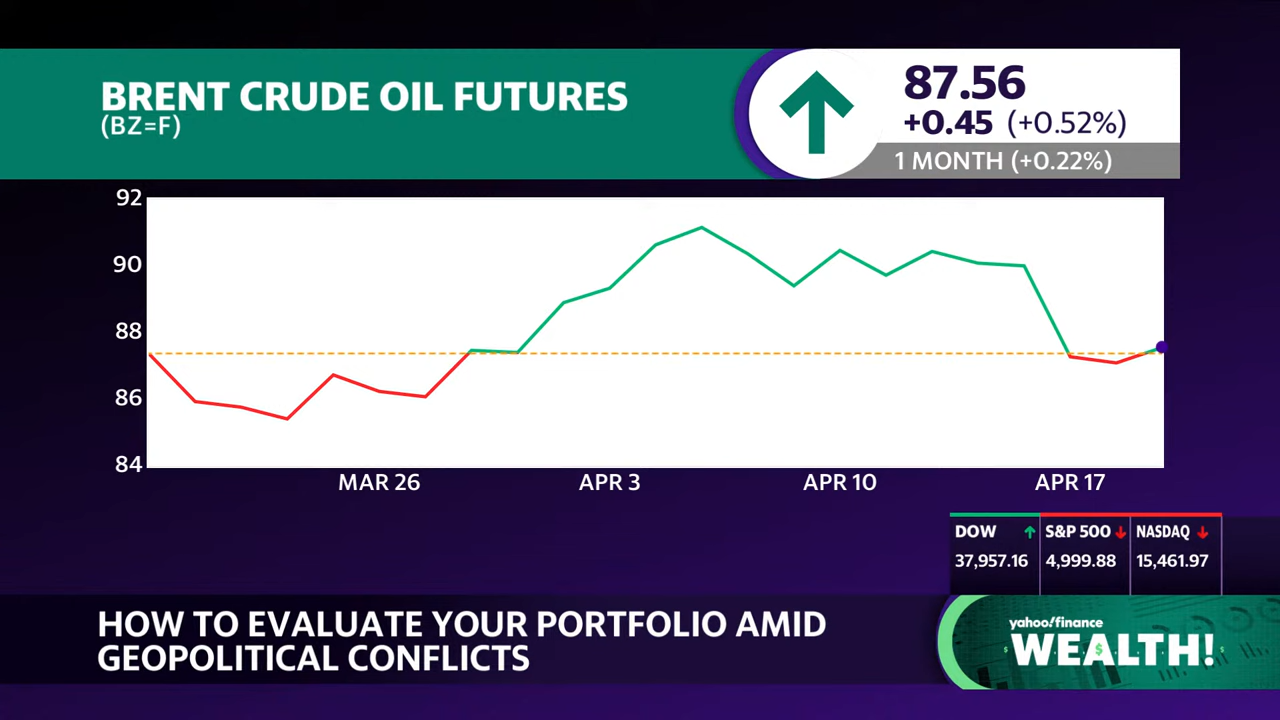 BRENT CRUDE OIL FUTURES
(BZ=F)
87.56
+0.45 (+0.52%)
1 MONTH (+0.22%)
92
90
88
86
84
MAR 26 APR 3 APR 10 APR 17
DOW S&P 500 NASDAQ
37,957.16 4,999.88 15,461.97
HOW TO EVALUATE YOUR PORTFOLIO AMID
GEOPOLITICAL CONFLICTS
yahoo!finance
WEALTH!